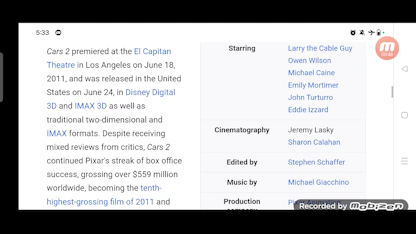 5:33
Cars 2 premiered at the El Capitan
Theatre in Los Angeles on June 18,
2011, and was released in the United
States on June 24, in Disney Digital
3D and IMAX 3D as well as
traditional two-dimensional and
IMAX formats. Despite receiving
mixed reviews from critics, Cars 2
continued Pixar's streak of box office
success, grossing over $559 million
worldwide, becoming the tenth-
highest-grossing film of 2011 and
Starring
Larry the Cable Guy
Owen Wilson
Michael Caine
Emily Mortimer
John Turturro
Eddie Izzard
Cinematography
Jeremy Lasky
Sharon Calahan
Edited by
Stephen Schaffer
Music by
Michael Giacchino
Production
Recorded by Mobizen